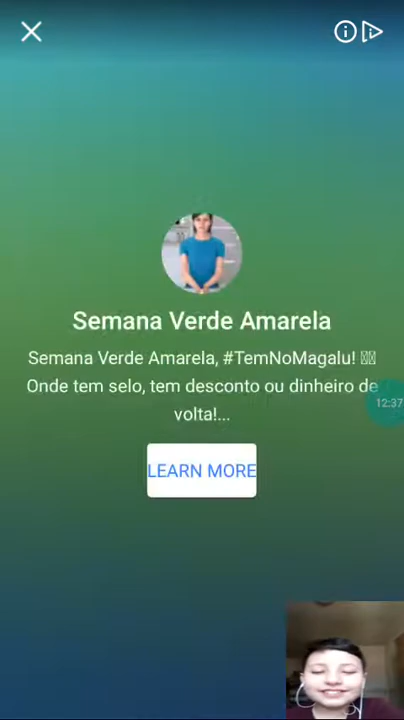 Semana Verde Amarela
Semana Verde Amarela, #TemNoMagalu!
Onde tem selo, tem desconto ou dinheiro de
volta!...
12:37
LEARN MORE